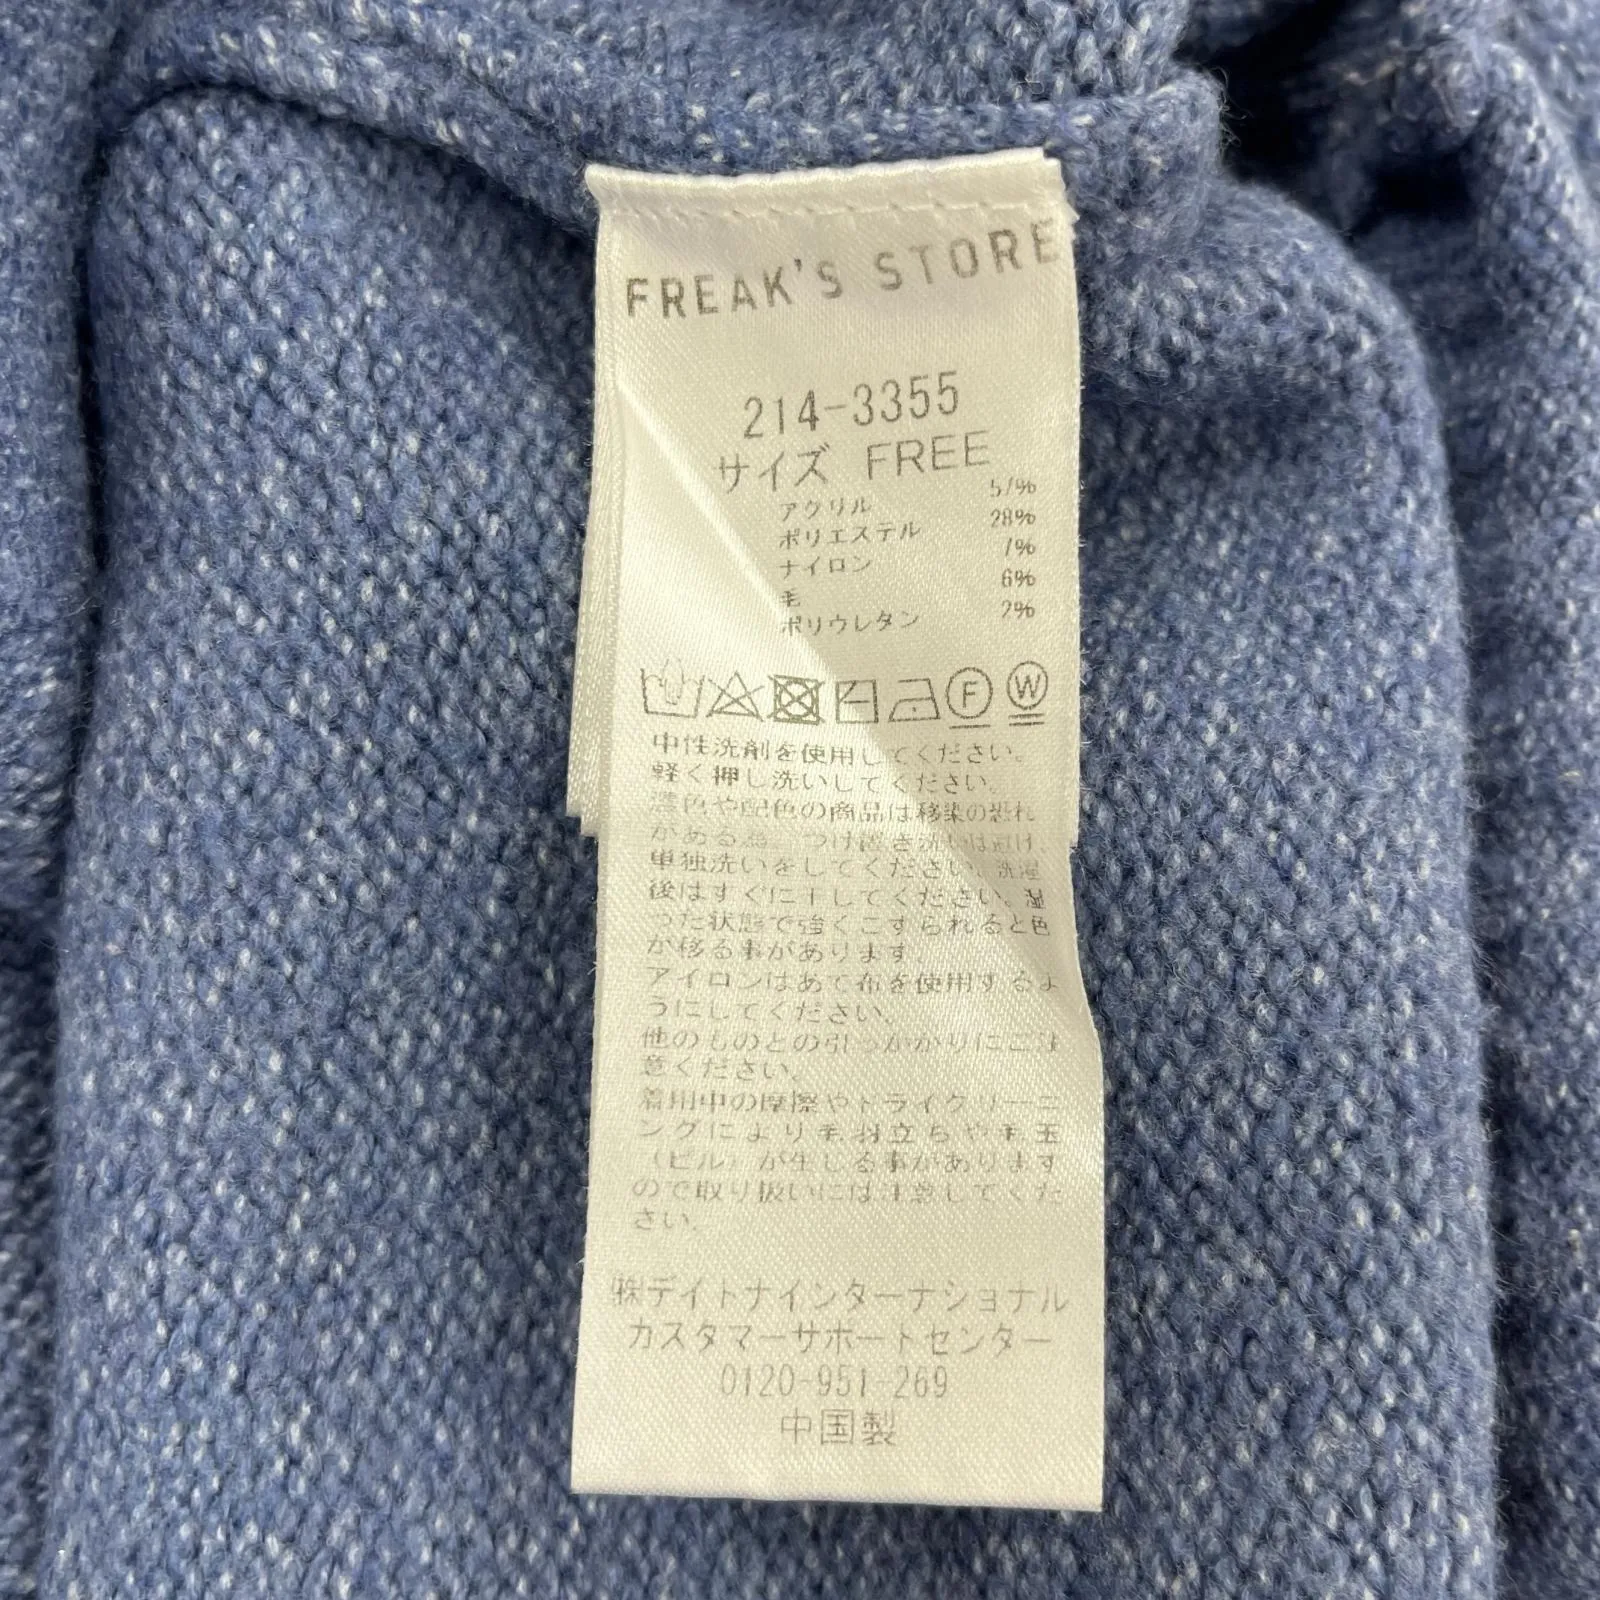 FREAK'S STORE
214-3355
サイズ FREE
アクリル 57%
ポリエステル 28%
ナイロン 7%
毛 6%
ポリウレタン 2%
F W
中性洗剤を使用してください。
軽く押し洗いしてください。
濃色や配色の商品は移染の恐れ
がある為、つけ置き洗いは避け、
単独洗いをしてください。洗濯
後はすぐに干してください。湿
った状態で強くこすられると色
が移る事があります。
アイロンはあて布を使用するよ
うにしてください。
他のものとの引っかかりにご注
意ください。
着用中の摩擦やドライクリーニ
ングにより毛羽立ちや毛玉
(ピル)が生じる事があります
ので取り扱いには注意してくだ
さい。
㈱デイトナインターナショナル
カスタマーサポートセンター
0120-951-269
中国製